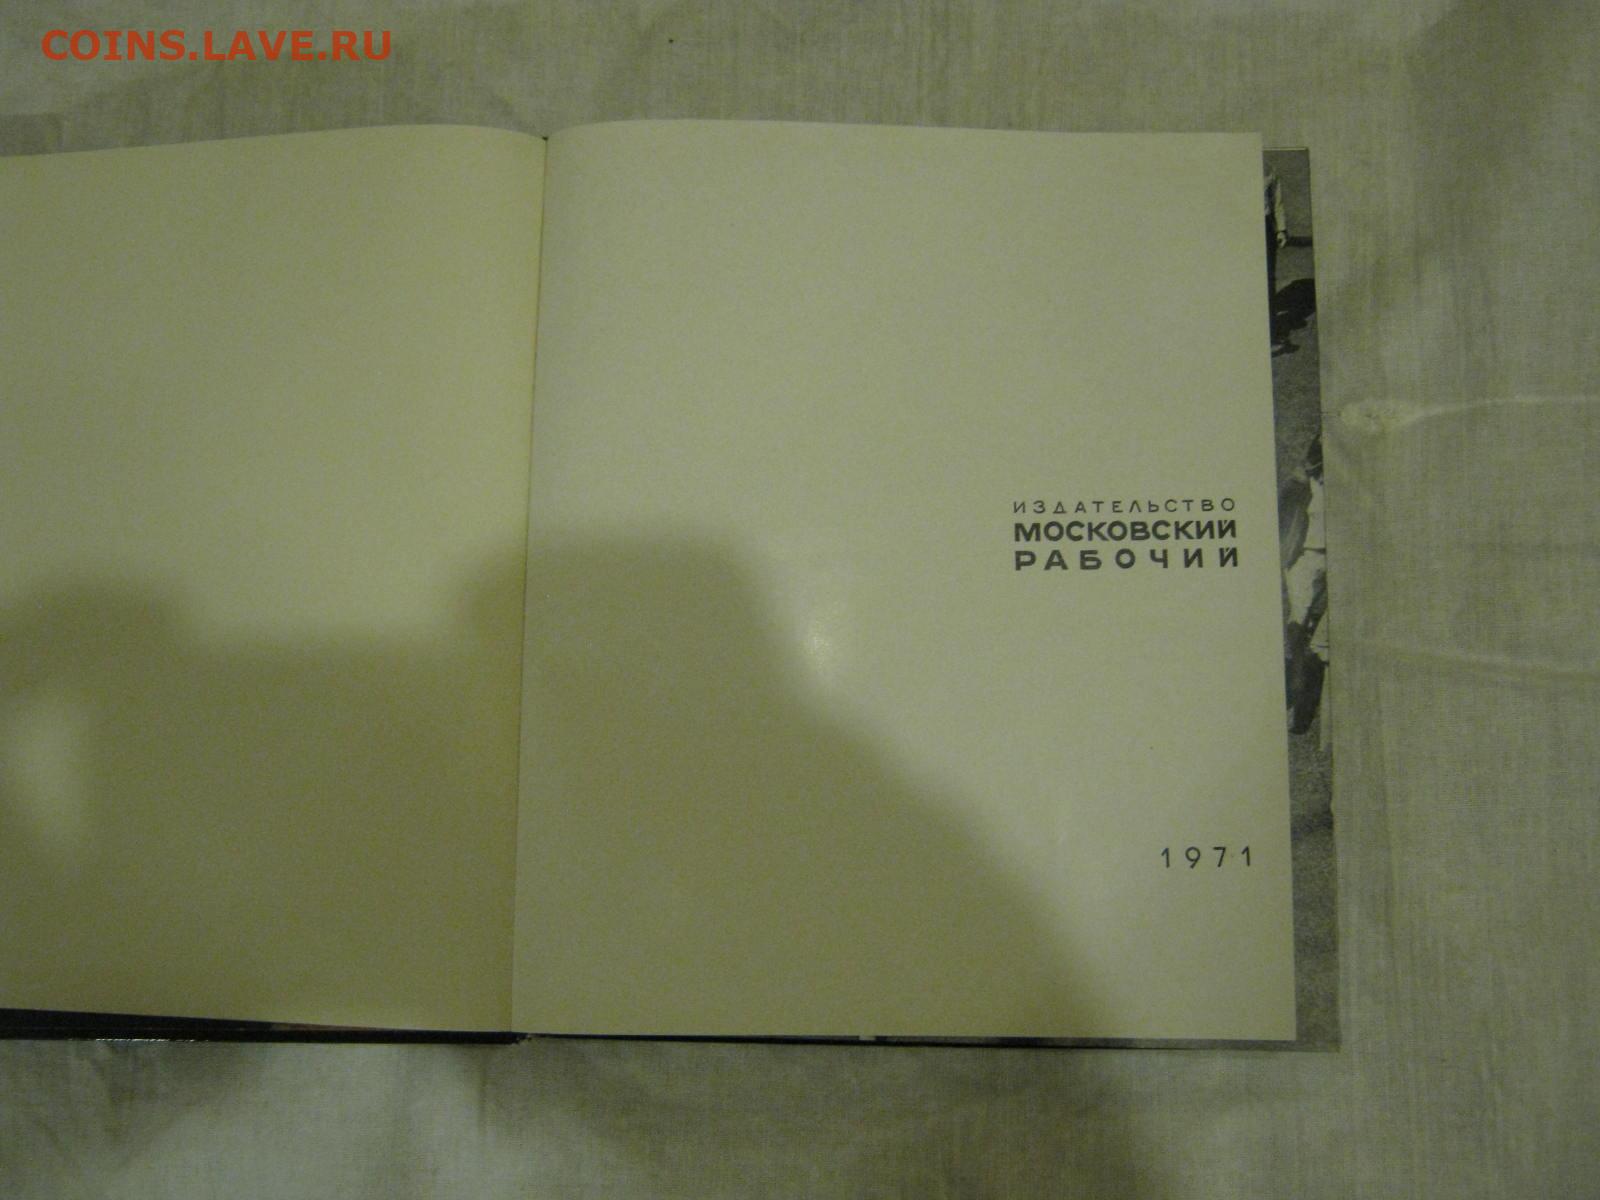 COINS.LAVE.RU
ИЗДАТЕЛЬСТВО
МОСКОВСКИЙ
РАБОЧИЙ
1971